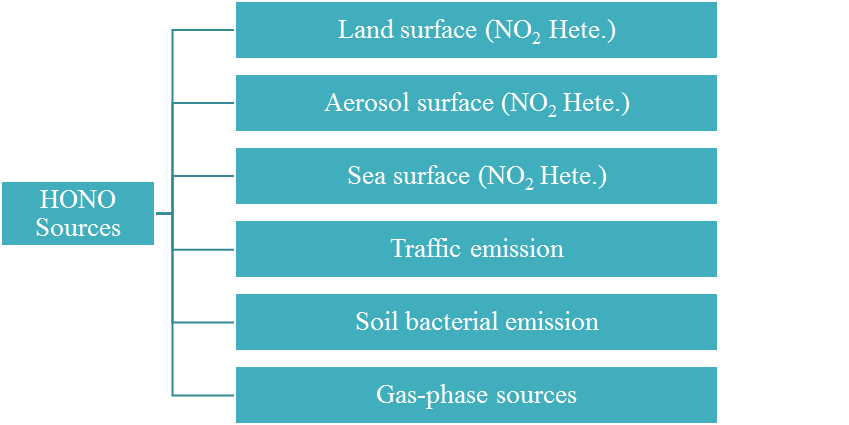 HONO
Sources
Land surface (NO₂ Hete.)
Aerosol surface (NO₂ Hete.)
Sea surface (NO₂ Hete.)
Traffic emission
Soil bacterial emission
Gas-phase sources